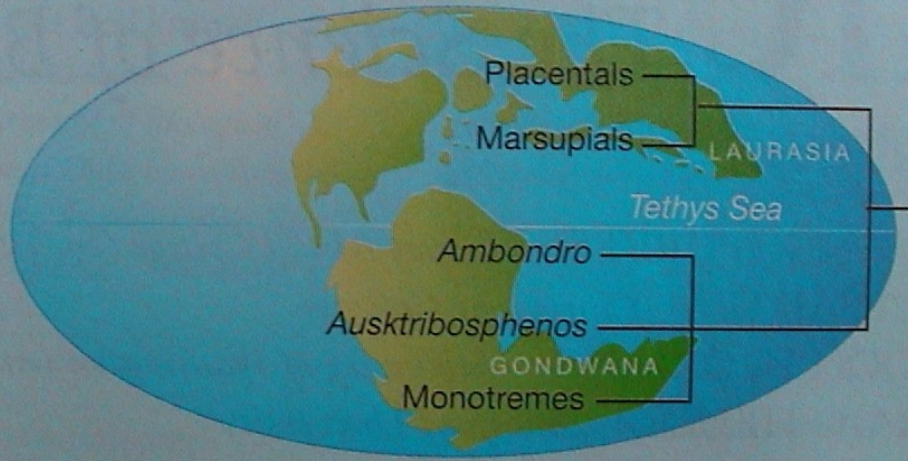 Placentals
Marsupials
LAURASIA
Tethys Sea
Ambondro
Ausktribosphenos
GONDWANA
Monotremes